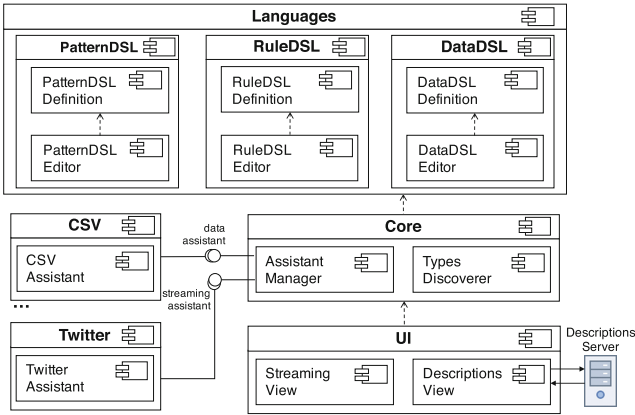 Languages
PatternDSL
PatternDSL
Definition
PatternDSL
Editor
RuleDSL
RuleDSL
Definition
RuleDSL
Editor
DataDSL
DataDSL
Definition
DataDSL
Editor
CSV
CSV
Assistant
...
data
assistant
streaming
assistant
Twitter
Twitter
Assistant
Core
Assistant
Manager
Types
Discoverer
UI
Streaming
View
Descriptions
View
Descriptions
Server